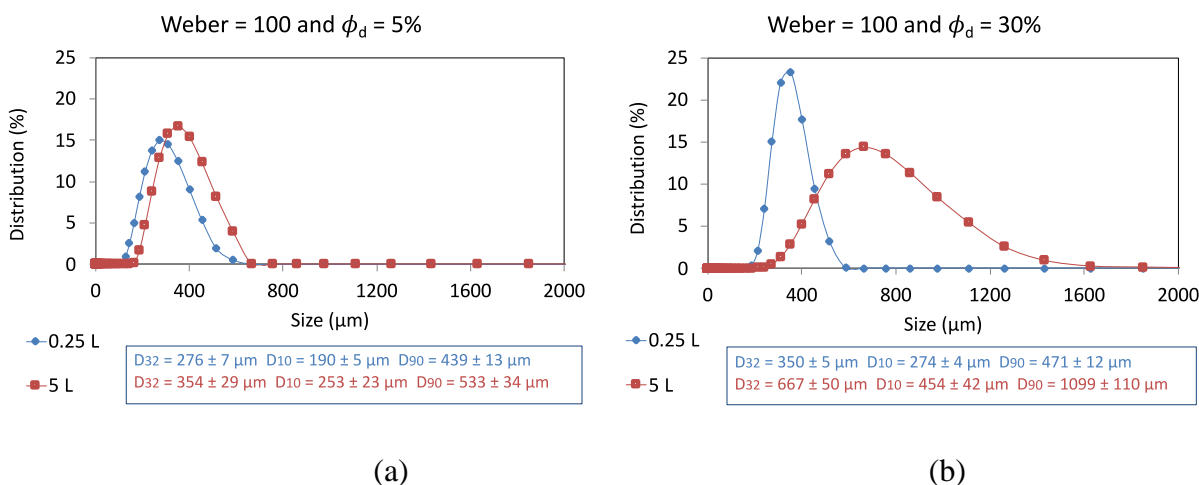 Weber = 100 and ϕd = 5%
25
20
15
10
5
0
Distribution (%)
0 400 800 1200 1600 2000
Size (µm)
0.25 L
5 L
D32 = 276 ± 7 µm D10 = 190 ± 5 µm D90 = 439 ± 13 µm
D32 = 354 ± 29 µm D10 = 253 ± 23 µm D90 = 533 ± 34 µm
(a)
Weber = 100 and ϕd = 30%
25
20
15
10
5
0
Distribution (%)
0 400 800 1200 1600 2000
Size (µm)
0.25 L
5 L
D32 = 350 ± 5 µm D10 = 274 ± 4 µm D90 = 471 ± 12 µm
D32 = 667 ± 50 µm D10 = 454 ± 42 µm D90 = 1099 ± 110 µm
(b)